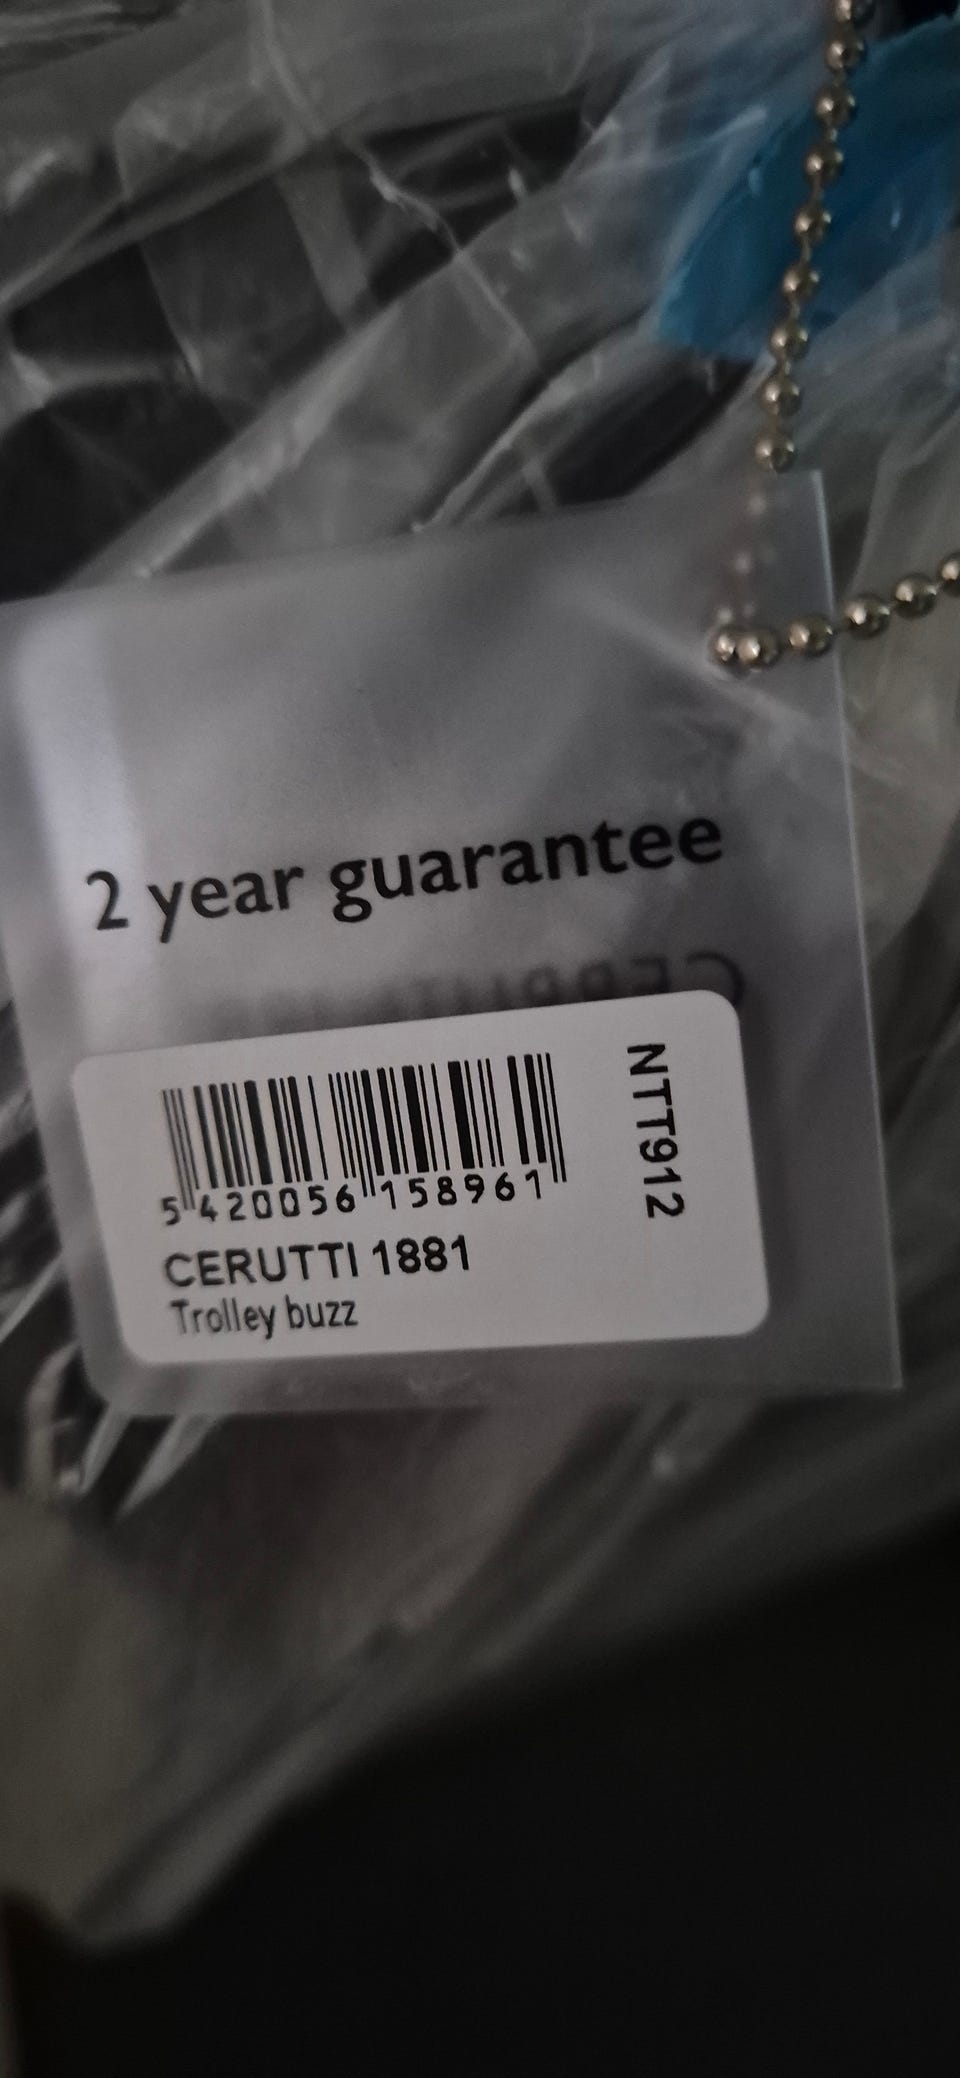 2 year guarantee
NTT912
5 420056 158961
CERUTTI 1881
Trolley buzz